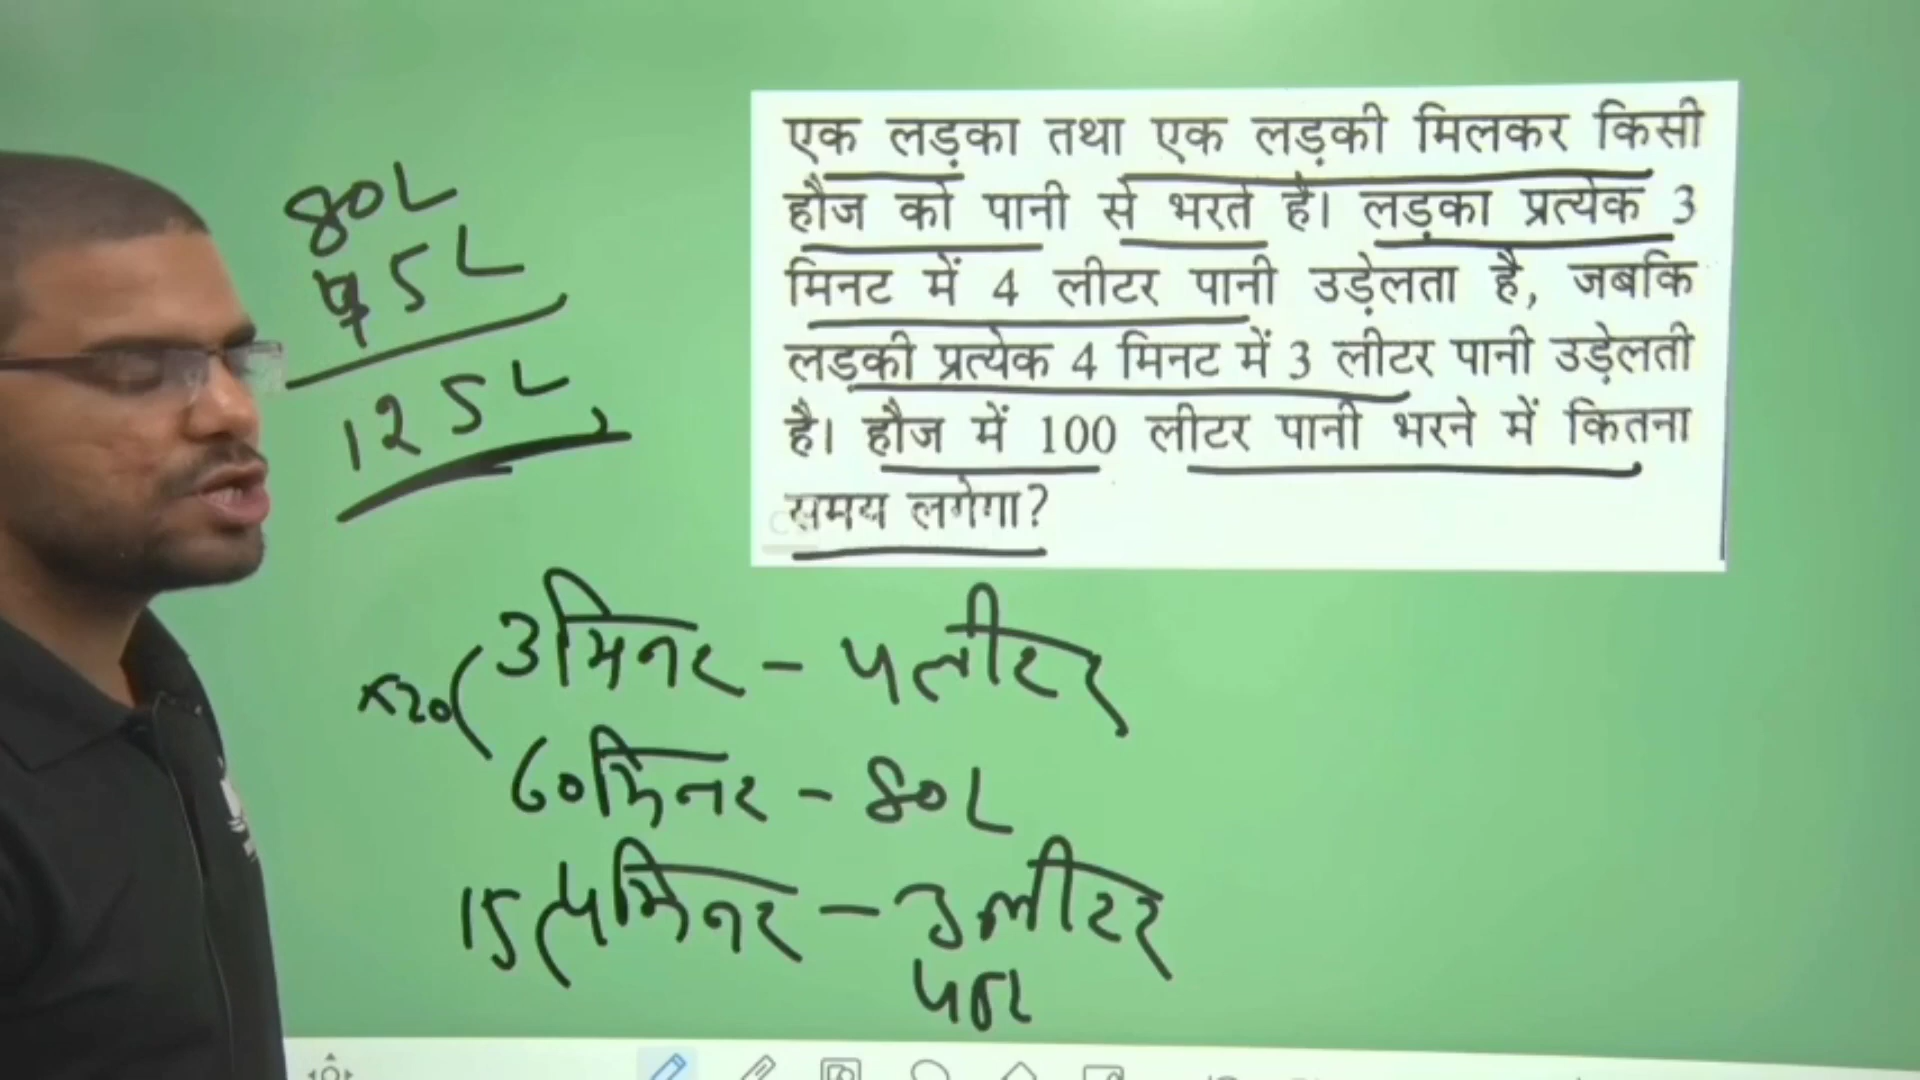 एक लड़का तथा एक लड़की मिलकर किसी
हौज को पानी से भरते हैं। लड़का प्रत्येक 3
मिनट में 4 लीटर पानी उड़ेलता है, जबकि
लड़की प्रत्येक 4 मिनट में 3 लीटर पानी उड़ेलती
है। हौज में 100 लीटर पानी भरने में कितना
समय लगेगा?
80L
45L
125L
×20 ( 3 मिनट - 4 लीटर
60 मिनट - 80L
15 ( 4 मिनट - 3 लीटर
45L